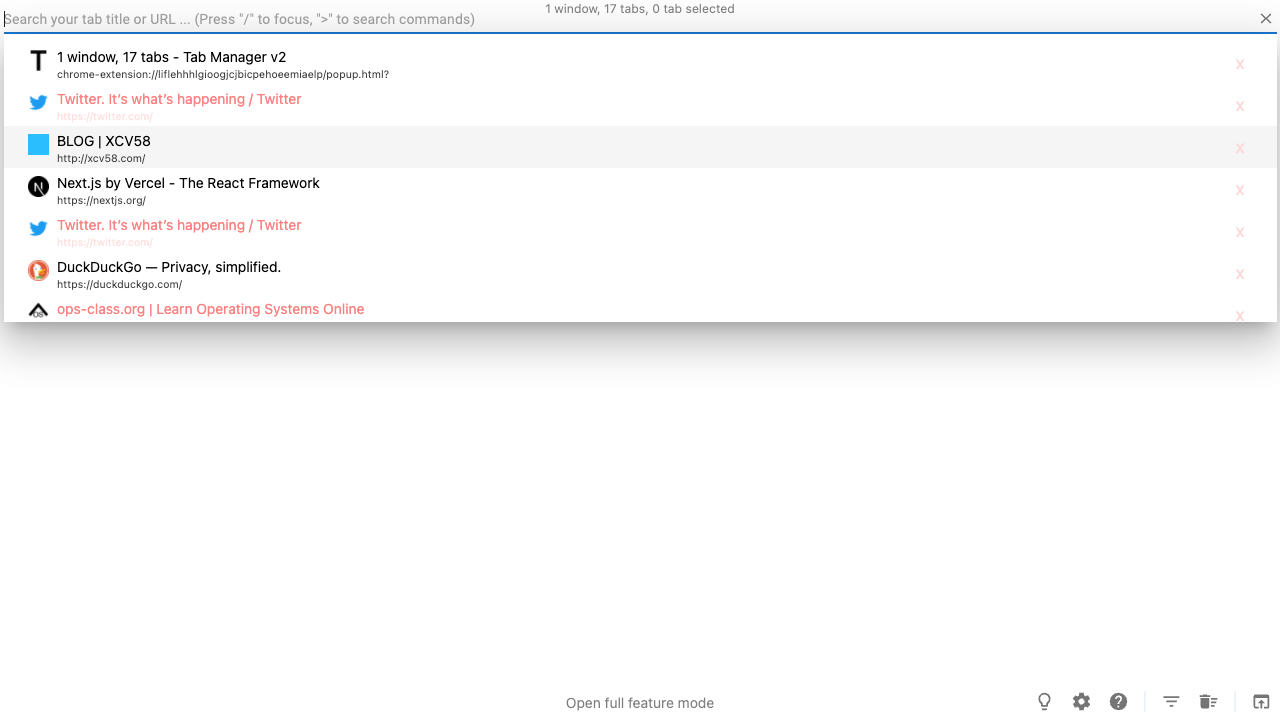 1 window, 17 tabs, 0 tab selected
Search your tab title or URL ... (Press "/" to focus, ">" to search commands)
T
1 window, 17 tabs - Tab Manager v2
chrome-extension://liflehhhlgioogjcjbicpehoeemiaelp/popup.html?
x
Twitter. It’s what’s happening / Twitter
https://twitter.com/
x
BLOG | XCV58
http://xcv58.com/
x
N
Next.js by Vercel - The React Framework
https://nextjs.org/
x
Twitter. It’s what’s happening / Twitter
https://twitter.com/
x
DuckDuckGo — Privacy, simplified.
https://duckduckgo.com/
x
OS
ops-class.org | Learn Operating Systems Online
x
Open full feature mode